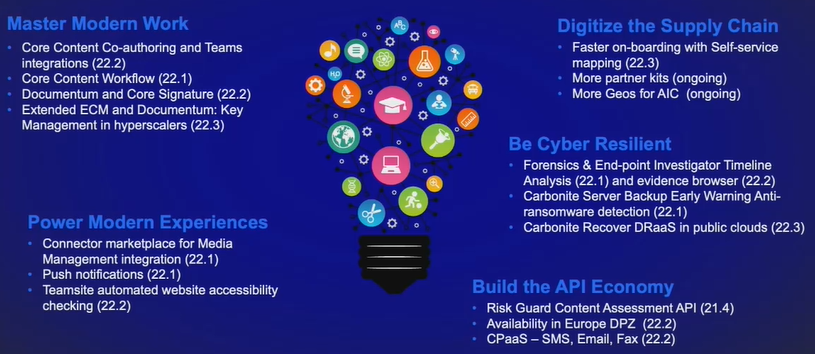 Master Modern Work
• Core Content Co-authoring and Teams
integrations (22.2)
• Core Content Workflow (22.1)
• Documentum and Core Signature (22.2)
• Extended ECM and Documentum: Key
Management in hyperscalers (22.3)
Power Modern Experiences
• Connector marketplace for Media
Management integration (22.1)
• Push notifications (22.1)
• Teamsite automated website accessibility
checking (22.2)
ABC
H₂O
Digitize the Supply Chain
• Faster on-boarding with Self-service
mapping (22.3)
• More partner kits (ongoing)
• More Geos for AIC (ongoing)
Be Cyber Resilient
• Forensics & End-point Investigator Timeline
Analysis (22.1) and evidence browser (22.2)
• Carbonite Server Backup Early Warning Anti-
ransomware detection (22.1)
• Carbonite Recover DRaaS in public clouds (22.3)
Build the API Economy
• Risk Guard Content Assessment API (21.4)
• Availability in Europe DPZ (22.2)
• CPaaS – SMS, Email, Fax (22.2)